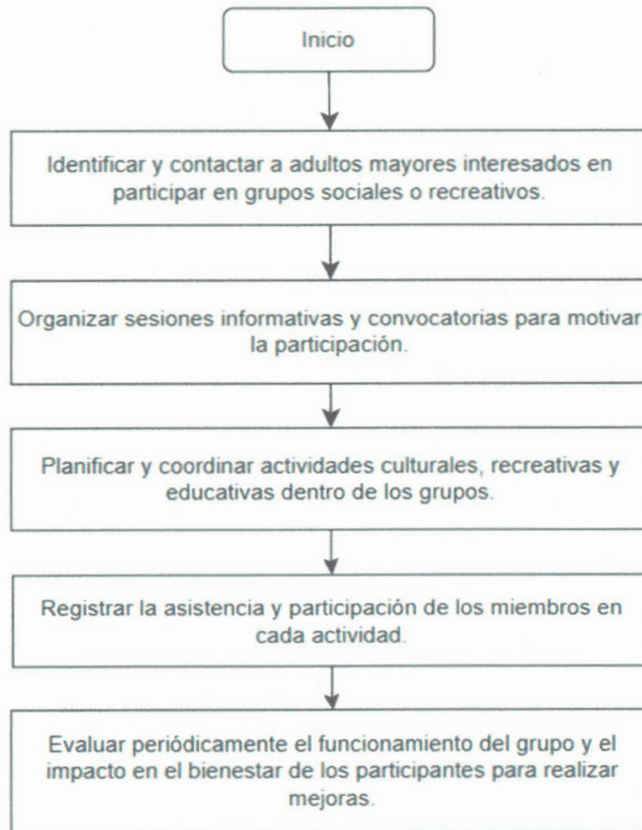 Inicio
Identificar y contactar a adultos mayores interesados en
participar en grupos sociales o recreativos.
Organizar sesiones informativas y convocatorias para motivar
la participación.
Planificar y coordinar actividades culturales, recreativas y
educativas dentro de los grupos.
Registrar la asistencia y participación de los miembros en
cada actividad.
Evaluar periódicamente el funcionamiento del grupo y el
impacto en el bienestar de los participantes para realizar
mejoras.